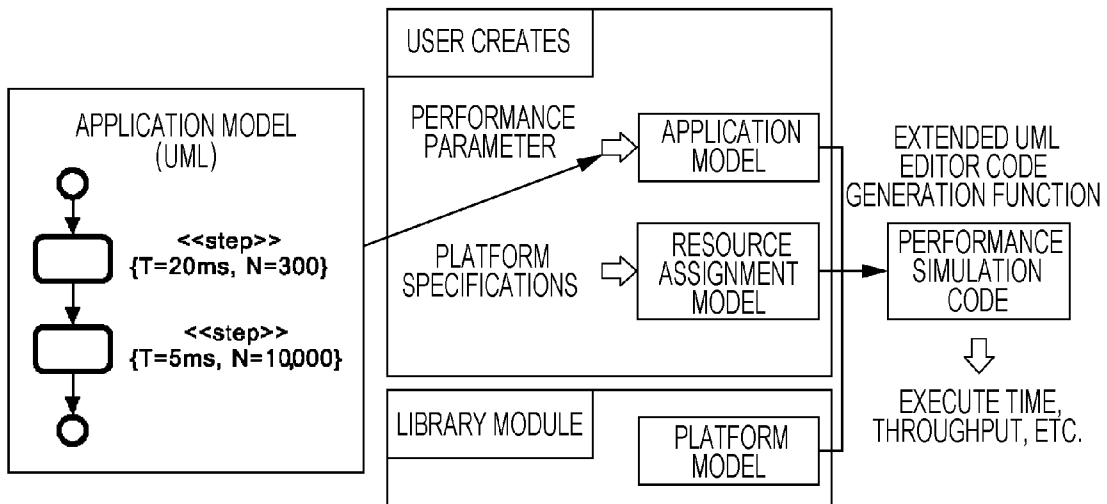 APPLICATION MODEL
(UML)
<<step>>
{T=20ms, N=300}
<<step>>
{T=5ms, N=10,000}
USER CREATES
PERFORMANCE
PARAMETER
APPLICATION
MODEL
PLATFORM
SPECIFICATIONS
RESOURCE
ASSIGNMENT
MODEL
LIBRARY MODULE
PLATFORM
MODEL
EXTENDED UML
EDITOR CODE
GENERATION FUNCTION
PERFORMANCE
SIMULATION
CODE
EXECUTE TIME,
THROUGHPUT, ETC.